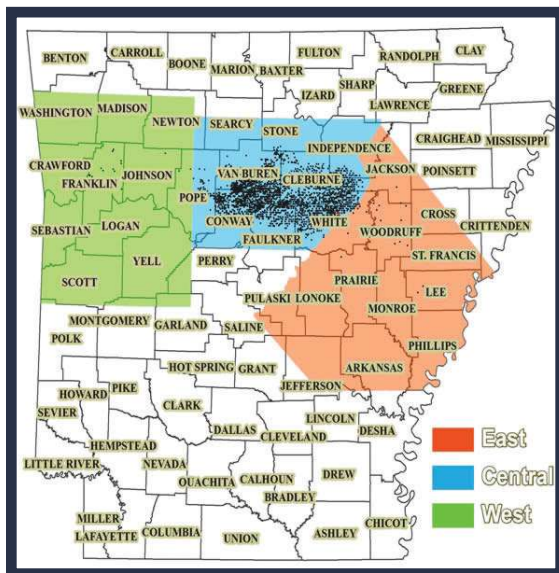 CARROLL
BENTON
BOONE
MARION
BAXTER
FULTON
RANDOLPH
CLAY
SHARP
IZARD
GREENE
LAWRENCE
WASHINGTON
MADISON
NEWTON
SEARCY
STONE
INDEPENDENCE
CRAIGHEAD
MISSISSIPPI
CRAWFORD
FRANKLIN
JOHNSON
VAN BUREN
CLEBURNE
JACKSON
POINSETT
POPE
CONWAY
WHITE
CROSS
CRITTENDEN
WOODRUFF
SEBASTIAN
LOGAN
FAULKNER
ST. FRANCIS
YELL
PERRY
SCOTT
PRAIRIE
LEE
PULASKI
LONOKE
MONROE
MONTGOMERY
GARLAND
SALINE
POLK
PHILLIPS
HOT SPRING
GRANT
ARKANSAS
JEFFERSON
PIKE
HOWARD
CLARK
SEVIER
DALLAS
LINCOLN
DESHA
CLEVELAND
HEMPSTEAD
LITTLE RIVER
NEVADA
OUACHITA
CALHOUN
DREW
BRADLEY
MILLER
LAFAYETTE
COLUMBIA
UNION
ASHLEY
CHICOT
East
Central
West